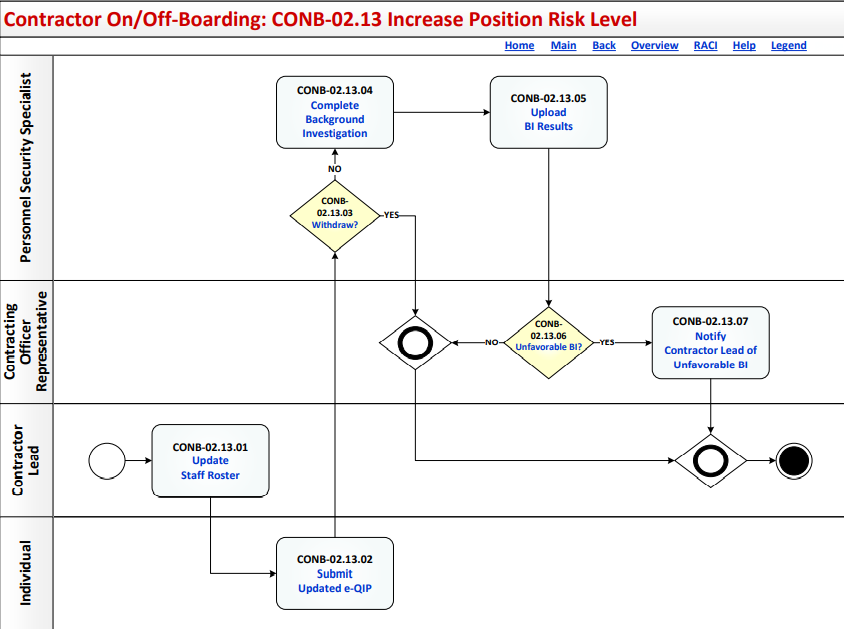 Contractor On/Off-Boarding: CONB-02.13 Increase Position Risk Level
Home Main Back Overview RACI Help Legend
Personnel Security Specialist
CONB-02.13.04
Complete
Background
Investigation
CONB-02.13.05
Upload
BI Results
NO
CONB-
02.13.03
Withdraw?
YES
Contracting
Officer
Representative
CONB-
02.13.06
Unfavorable BI?
NO
YES
CONB-02.13.07
Notify
Contractor Lead of
Unfavorable BI
Contractor
Lead
CONB-02.13.01
Update
Staff Roster
Individual
CONB-02.13.02
Submit
Updated e-QIP